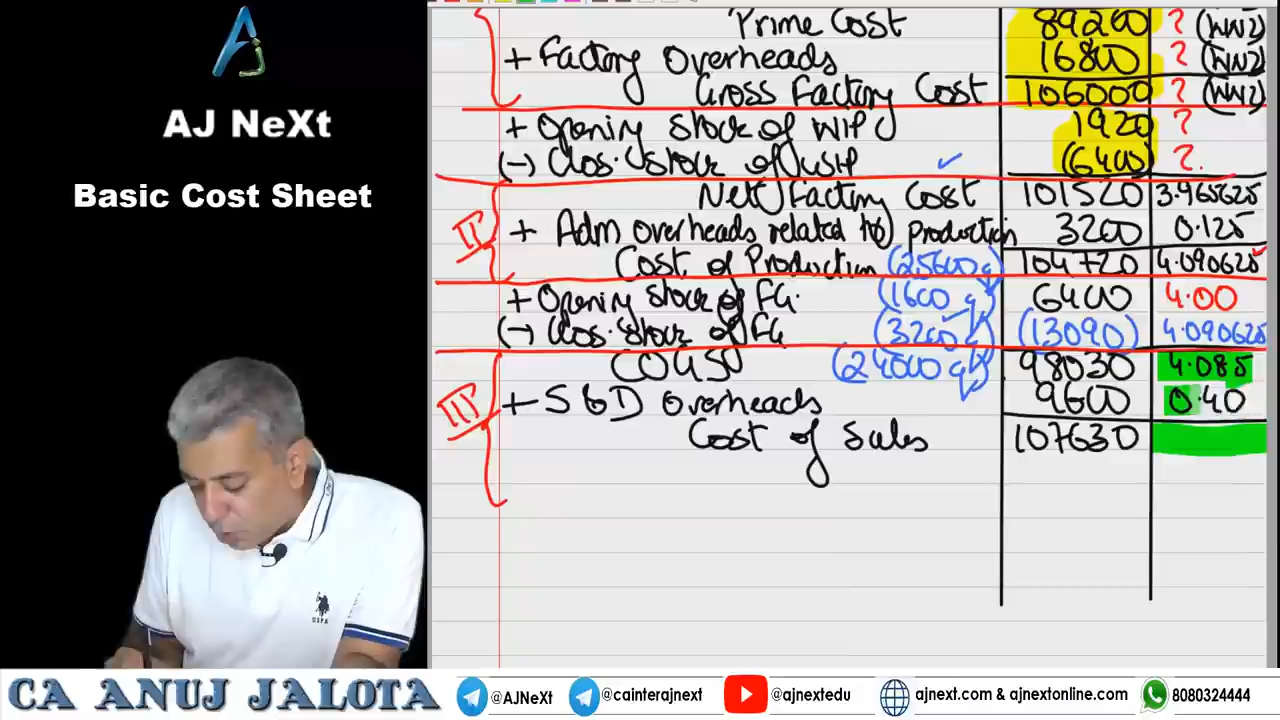 AJ NeXt
Basic Cost Sheet
Prime Cost 89200 ? (WN2)
+ Factory Overheads 16800 ? (WN2)
Gross Factory Cost 106000 ? (WN2)
+ Opening Stock of WIP 1920 ?
(-) Clos. Stock of WIP ✓ (6400) ?
Nett Factory Cost 101520 3.965625
II + Adm overheads related to production 3200 0.125
Cost of Production (25600 q) 104720 4.090625
+ Opening Stock of FG. (1600 q) 6400 4.00
(-) Clos. Stock of FG (3200 q) (13090) 4.090625
COGS (24000 q) 98030 4.085
III + S & D Overheads 9600 0.40
Cost of Sales 107630
CA ANUJ JALOTA @AJNeXt @cainterajnext @ajnextedu ajnext.com & ajnextonline.com 8080324444